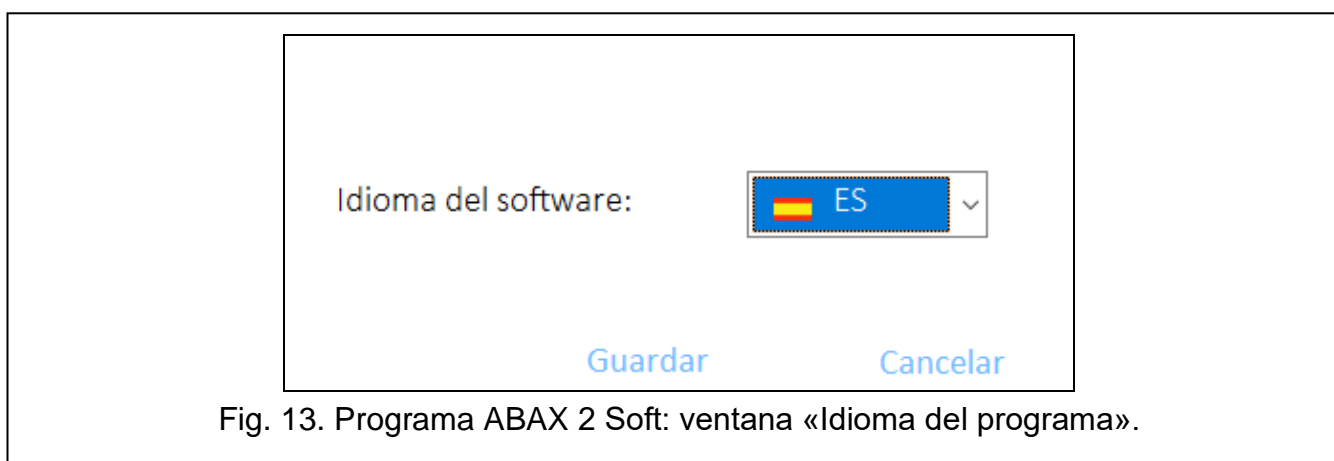 Idioma del software: ES
Guardar Cancelar
Fig. 13. Programa ABAX 2 Soft: ventana «Idioma del programa».